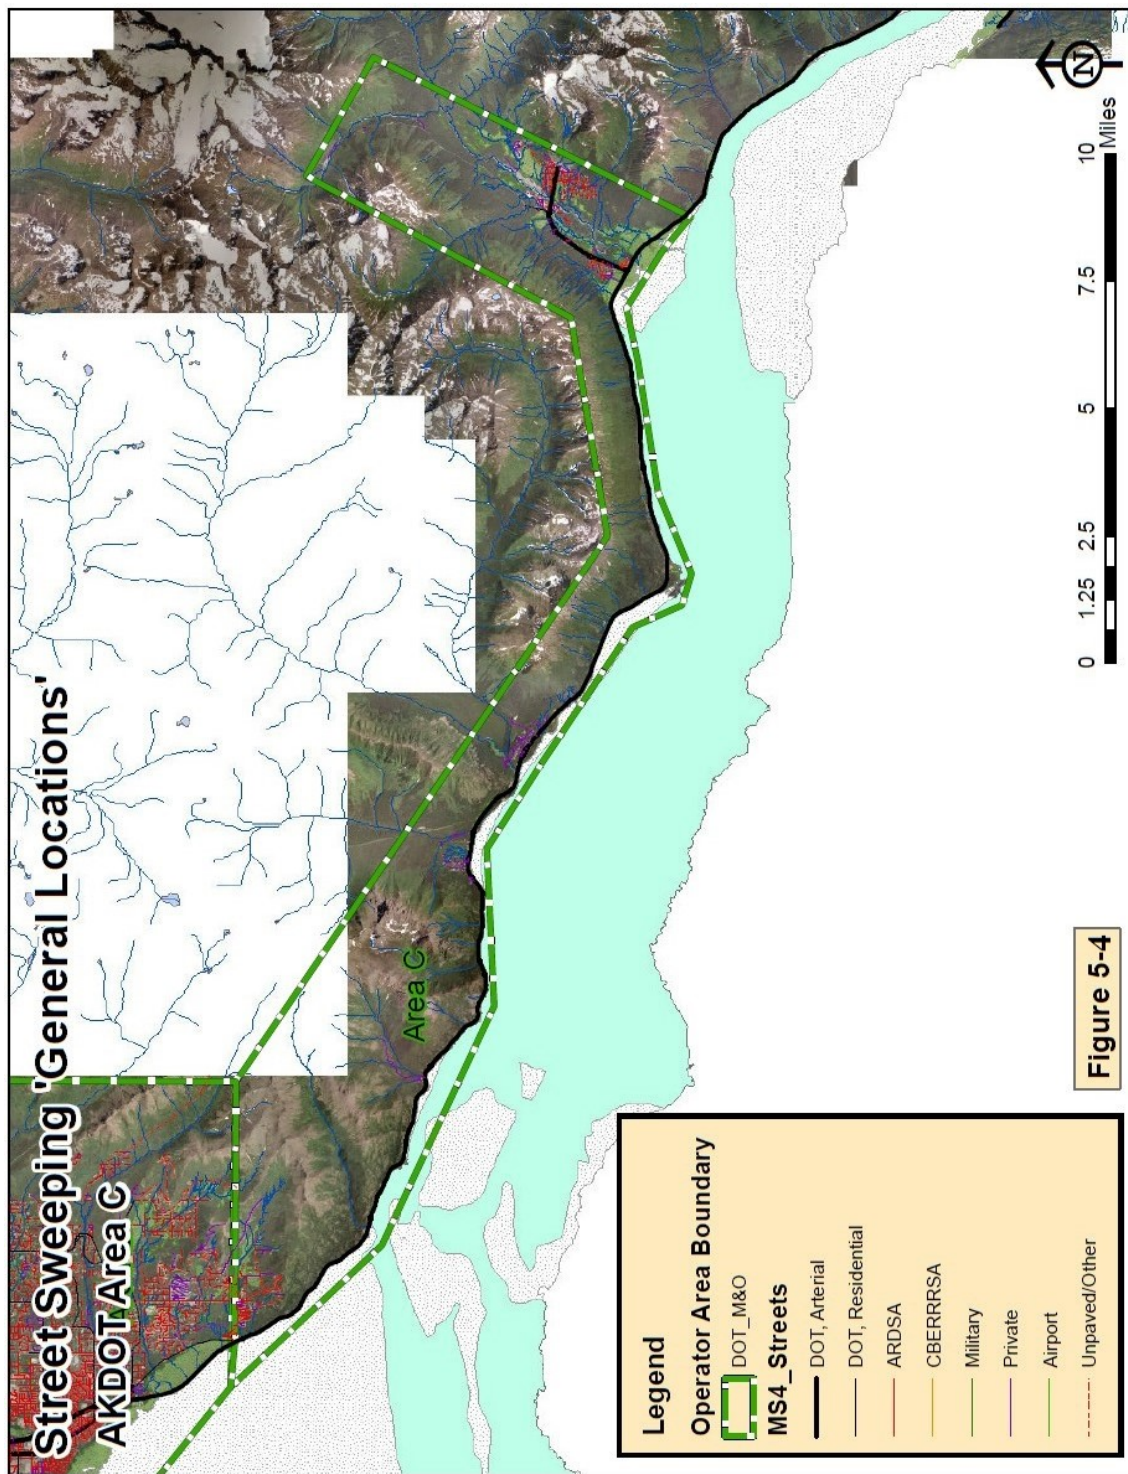 Street Sweeping 'General Locations'
AKDOT Area C
Area C
N
Legend
Operator Area Boundary
DOT_M&O
MS4_Streets
DOT, Arterial
DOT, Residential
ARDSA
CBERRRSA
Military
Private
Airport
Unpaved/Other
Figure 5-4
0 1.25 2.5 5 7.5 10
Miles